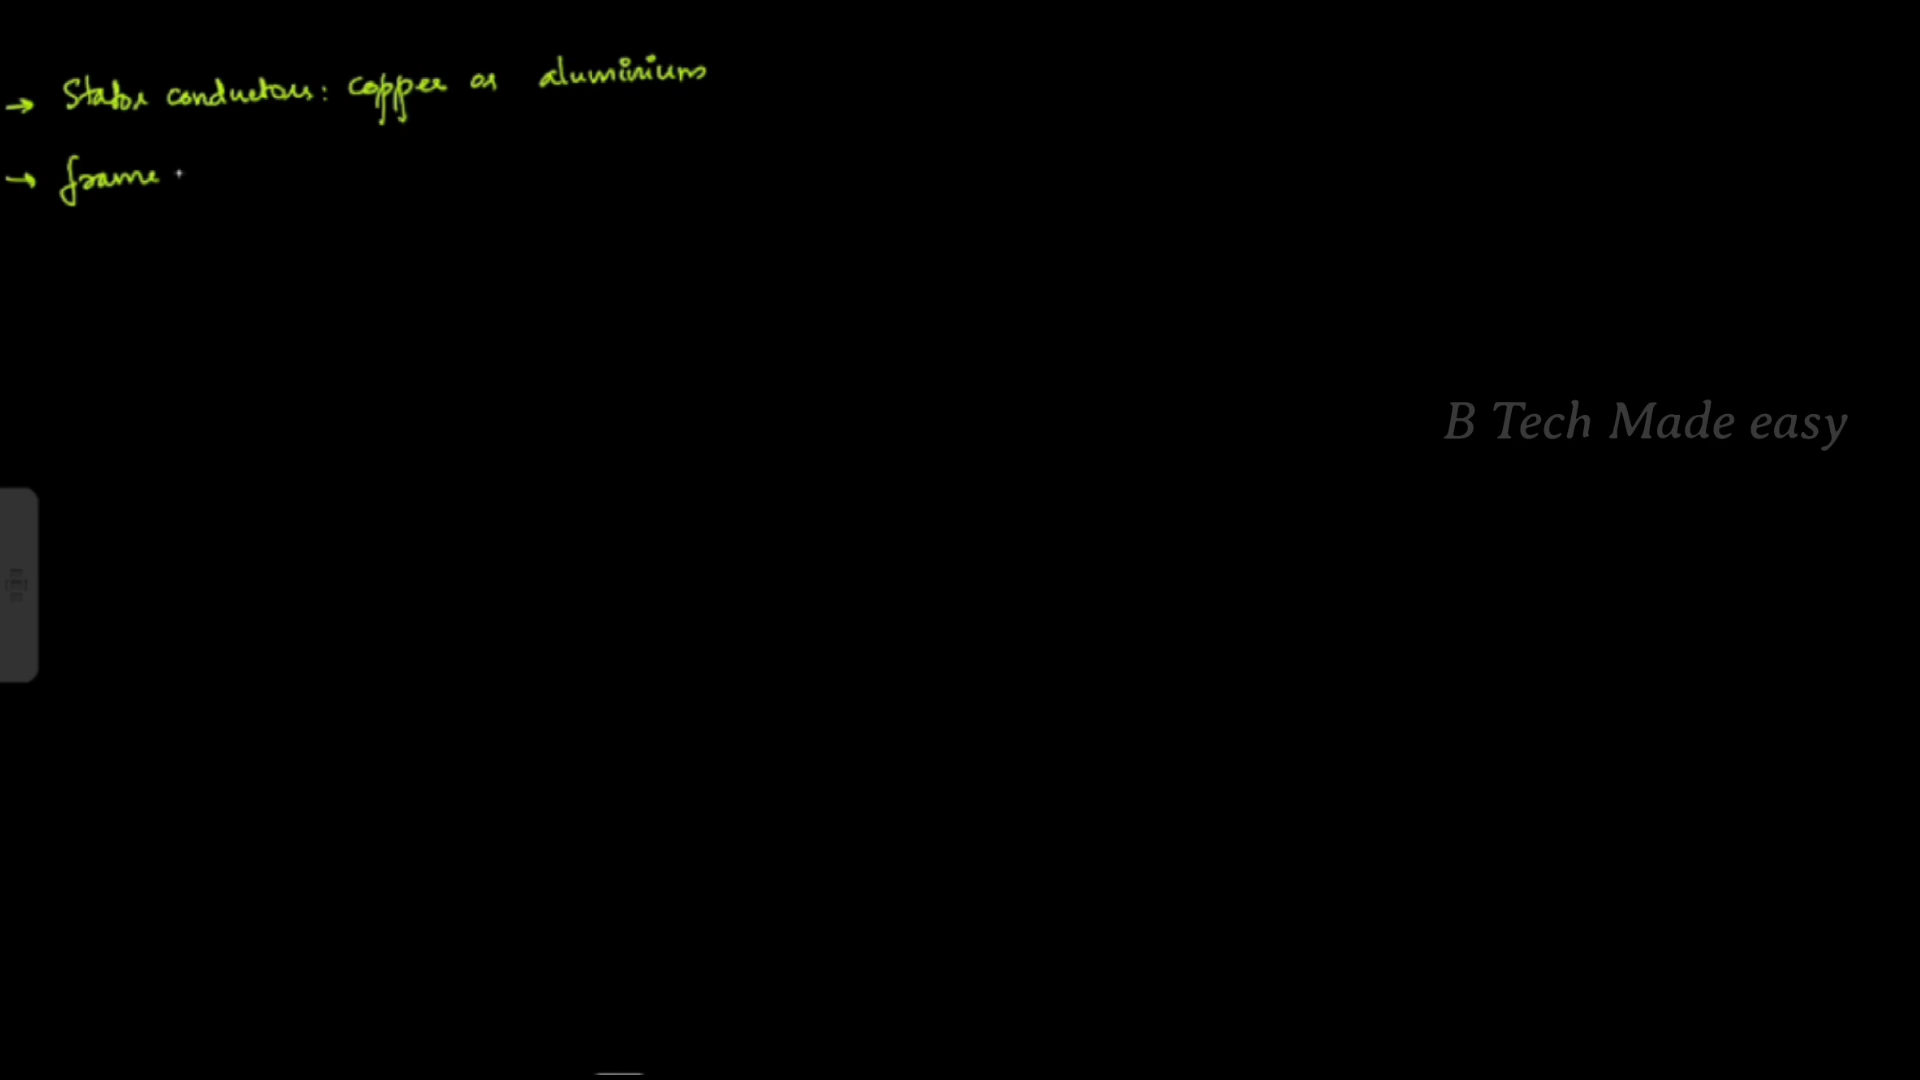 → Stator conductors: copper or aluminium
→ frame
B Tech Made easy